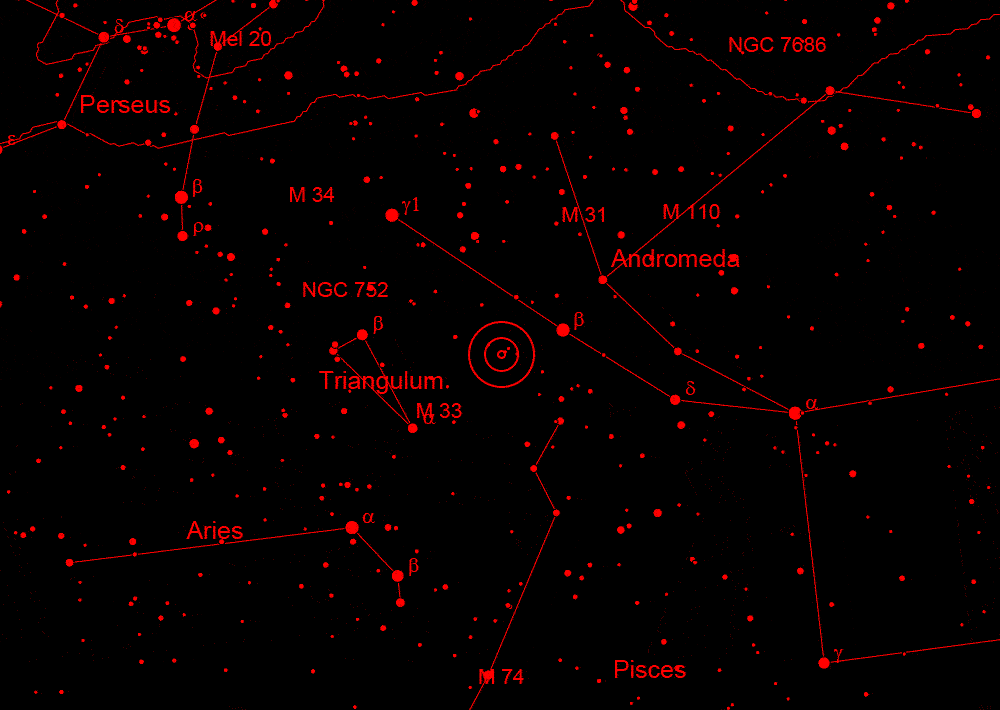 δ α
Mel 20
NGC 7686
Perseus
ε
β
M 34
γ1
M 31
M 110
ρ
Andromeda
NGC 752
β
β
Triangulum
δ
M 33
α
α
α
Aries
β
γ
Pisces
M 74